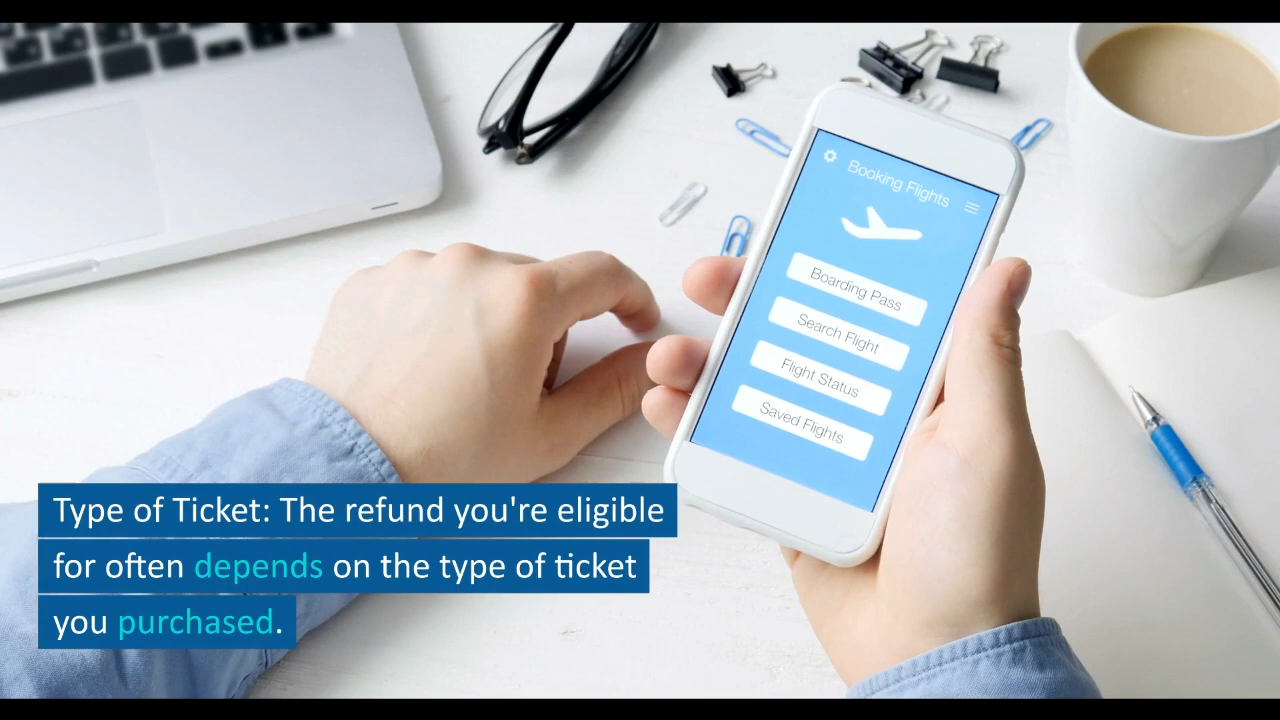 Booking Flights
Boarding Pass
Search Flight
Flight Status
Saved Flights
Type of Ticket: The refund you're eligible
for often depends on the type of ticket
you purchased.